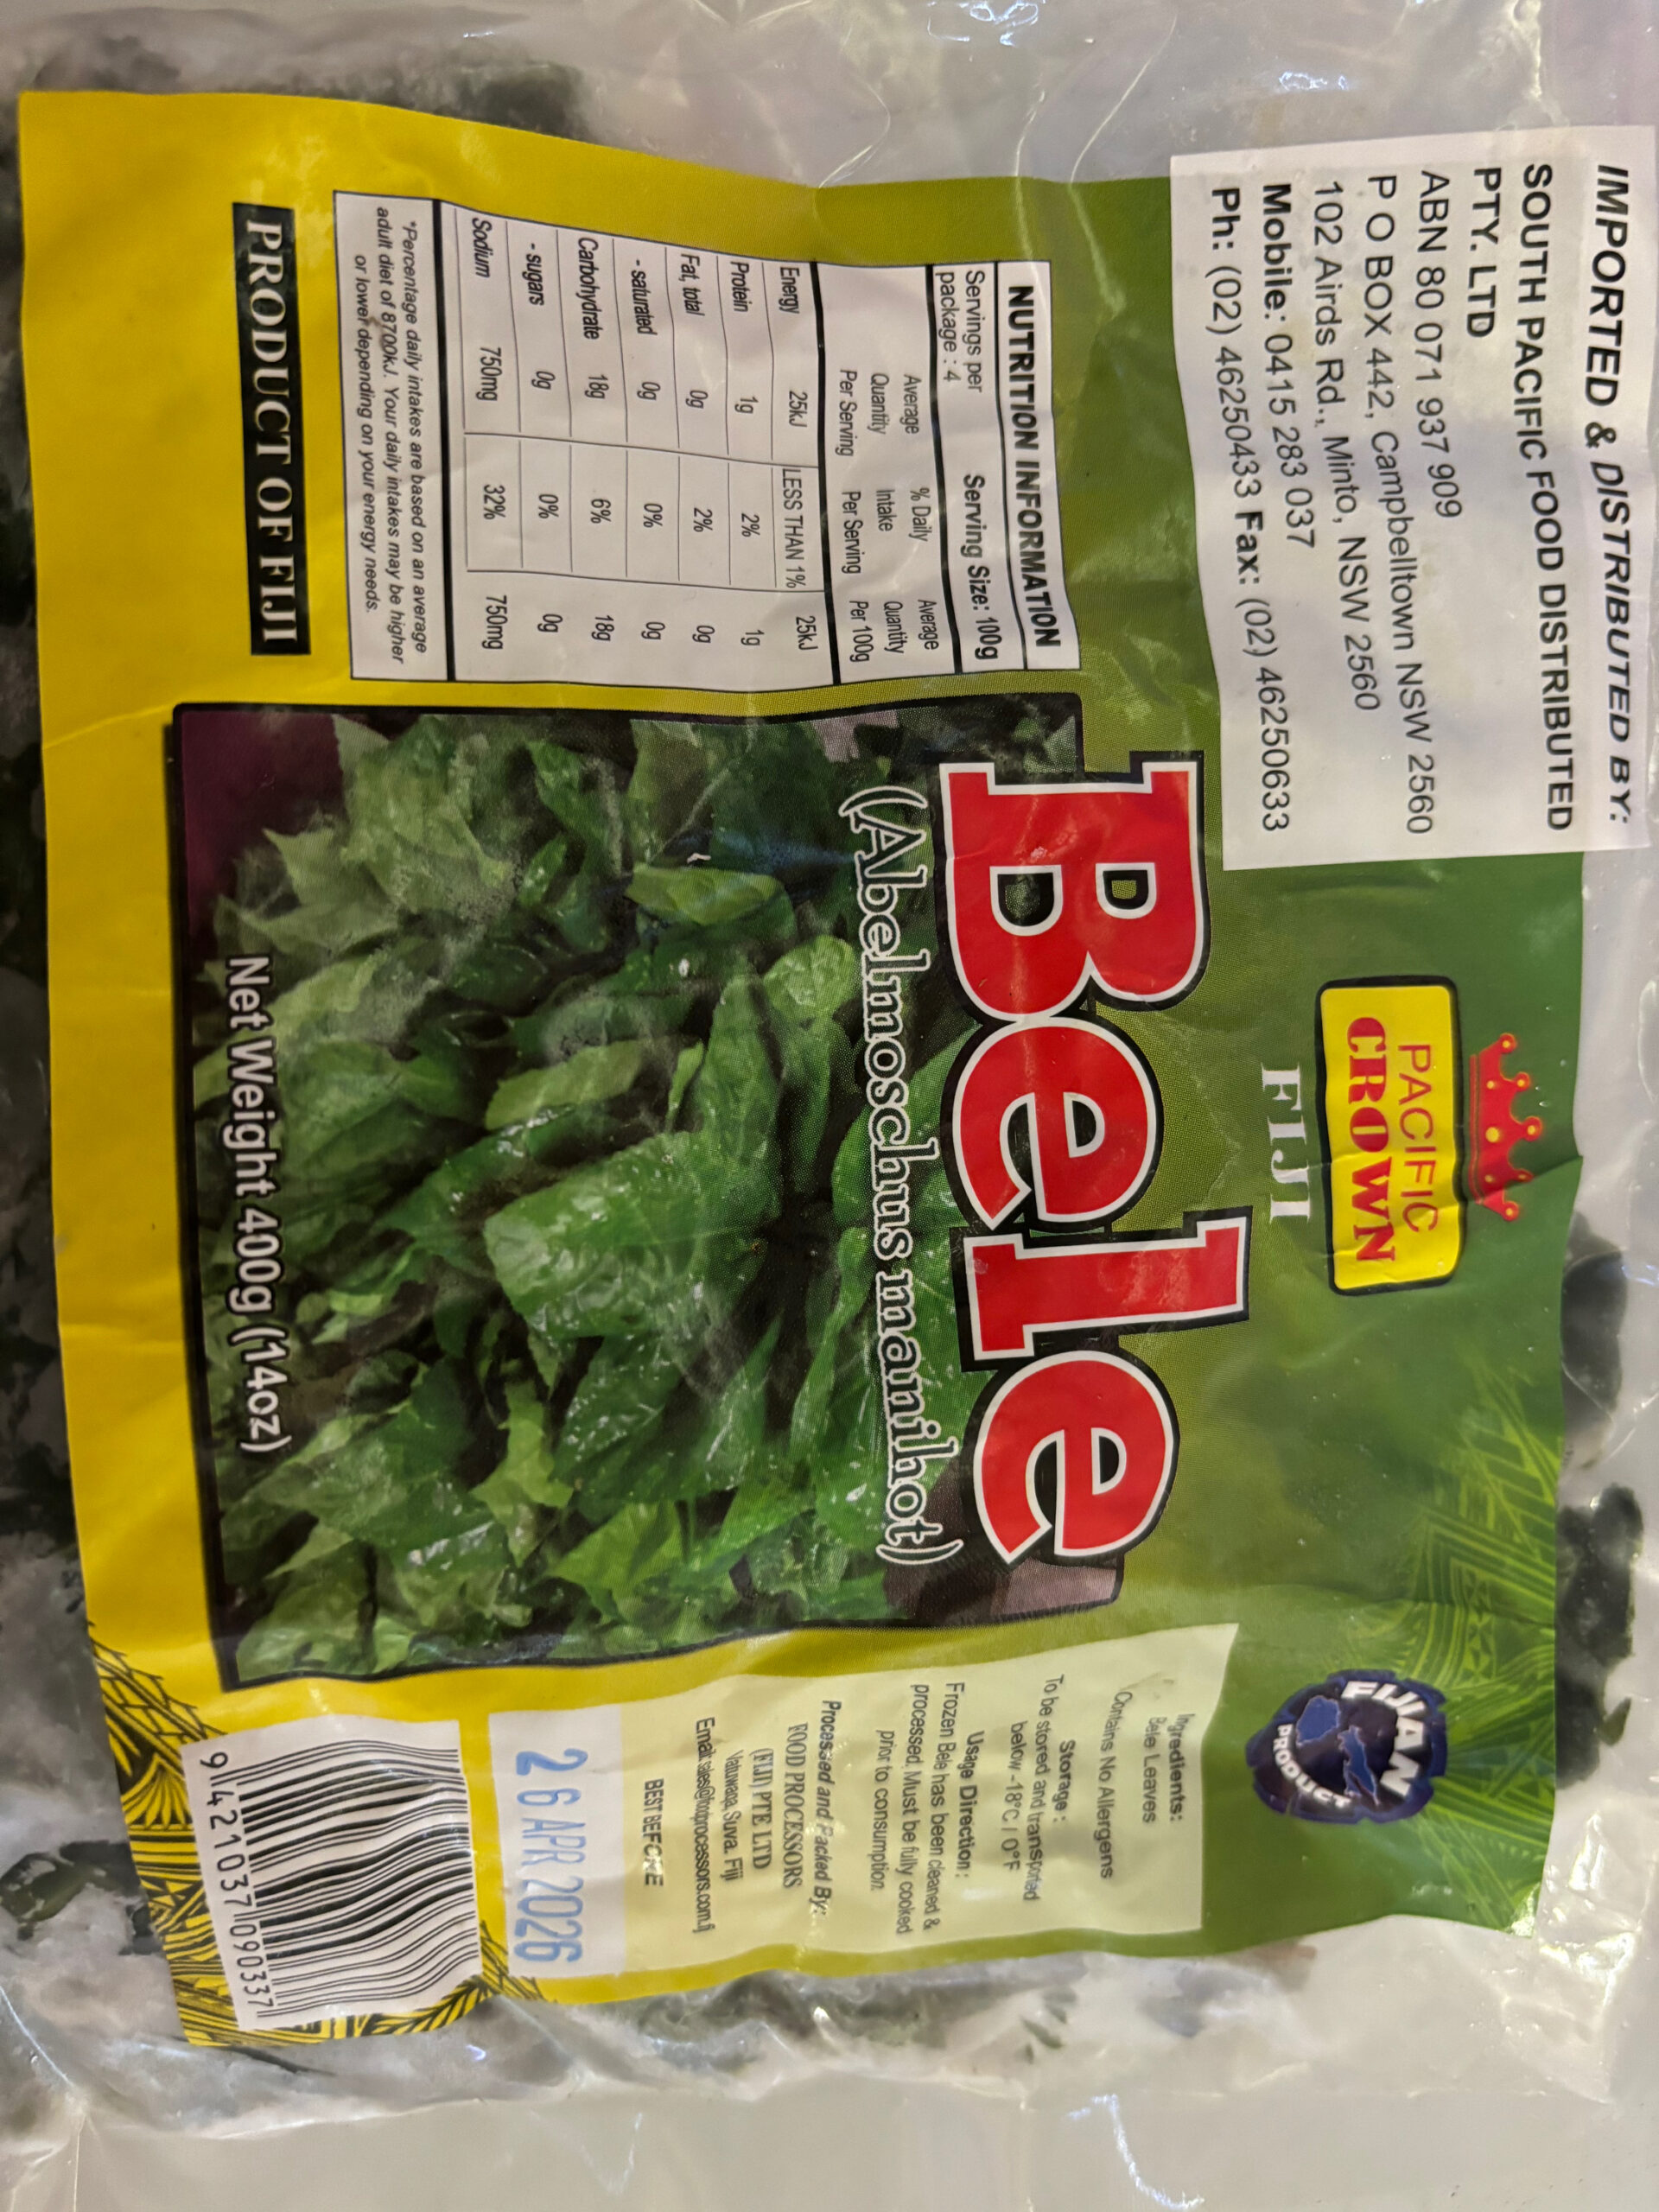 IMPORTED & DISTRIBUTED BY:
SOUTH PACIFIC FOOD DISTRIBUTED
PTY. LTD
ABN 80 071 937 909
P O BOX 442, Campbelltown NSW 2560
102 Airds Rd., Minto, NSW 2560
Mobile: 0415 283 037
Ph: (02) 46250433 Fax: (02) 46250633
PACIFIC
CROWN
FIJI
FIJIAN
PRODUCT
Bele
(Abelmoschus manihot)
Net Weight 400g (14oz)
NUTRITION INFORMATION
Servings per package : 4 Serving Size: 100g
Average Quantity Per Serving % Daily Intake Per Serving Average Quantity Per 100g
Energy 25kJ LESS THAN 1% 25kJ
Protein 1g 2% 1g
Fat, total 0g 2% 0g
- saturated 0g 0% 0g
Carbohydrate 18g 6% 18g
- sugars 0g 0% 0g
Sodium 750mg 32% 750mg
*Percentage daily intakes are based on an average
adult diet of 8700kJ. Your daily intakes may be higher
or lower depending on your energy needs.
PRODUCT OF FIJI
Ingredients:
Bele Leaves
Contains No Allergens
Storage :
To be stored and transported
below -18°C / 0°F
Usage Direction :
Frozen Bele has been cleaned &
processed. Must be fully cooked
prior to consumption.
Processed and Packed By:
FOOD PROCESSORS
(FIJI) PTE LTD
Vatuwaqa, Suva. Fiji
Email: sales@foodprocessors.com.fj
BEST BEFORE
26 APR 2026
9 421037 090337